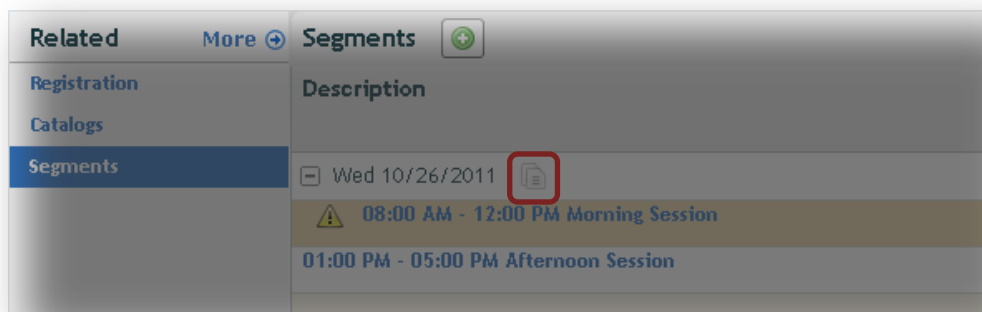 Related More
Registration
Catalogs
Segments
Segments
Description
Wed 10/26/2011
08:00 AM - 12:00 PM Morning Session
01:00 PM - 05:00 PM Afternoon Session